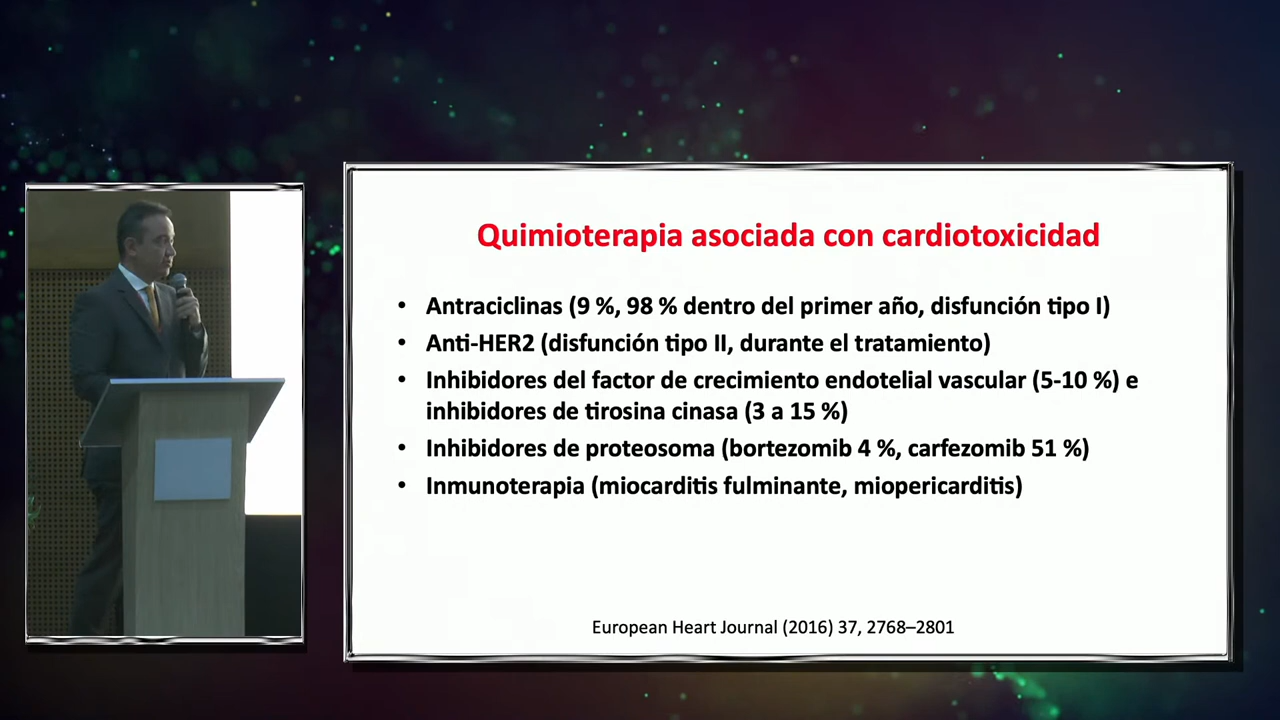 Quimioterapia asociada con cardiotoxicidad
• Antraciclinas (9 %, 98 % dentro del primer año, disfunción tipo I)
• Anti-HER2 (disfunción tipo II, durante el tratamiento)
• Inhibidores del factor de crecimiento endotelial vascular (5-10 %) e
inhibidores de tirosina cinasa (3 a 15 %)
• Inhibidores de proteosoma (bortezomib 4 %, carfezomib 51 %)
• Inmunoterapia (miocarditis fulminante, miopericarditis)
European Heart Journal (2016) 37, 2768–2801